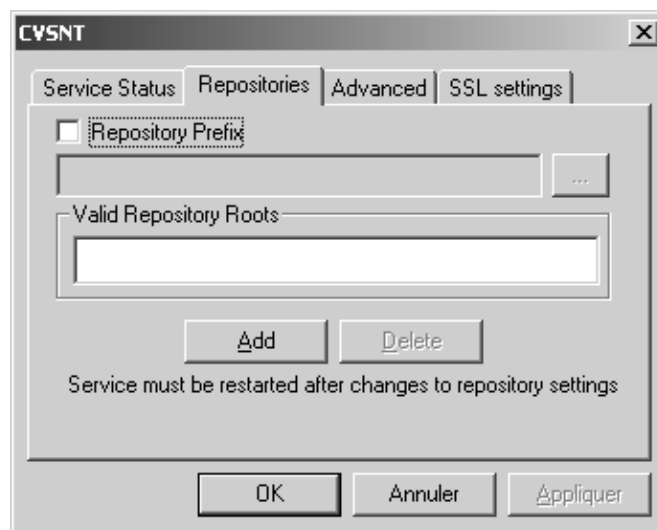 CVSNT
Service Status Repositories Advanced SSL settings
Repository Prefix
...
Valid Repository Roots
Add Delete
Service must be restarted after changes to repository settings
OK Annuler Appliquer